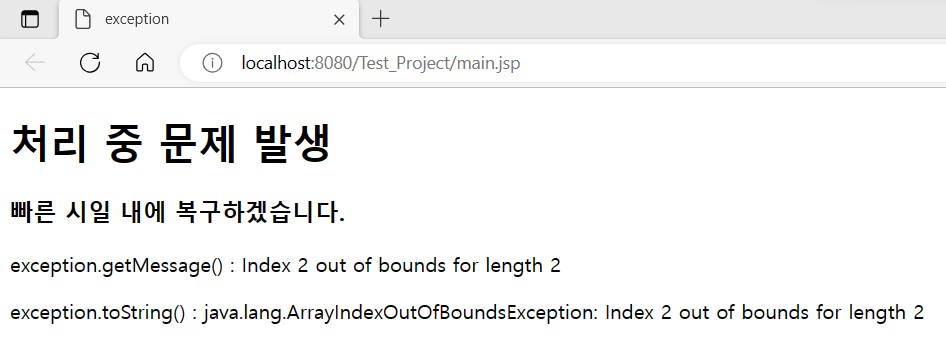 exception
localhost:8080/Test_Project/main.jsp
처리 중 문제 발생
빠른 시일 내에 복구하겠습니다.
exception.getMessage() : Index 2 out of bounds for length 2
exception.toString() : java.lang.ArrayIndexOutOfBoundsException: Index 2 out of bounds for length 2